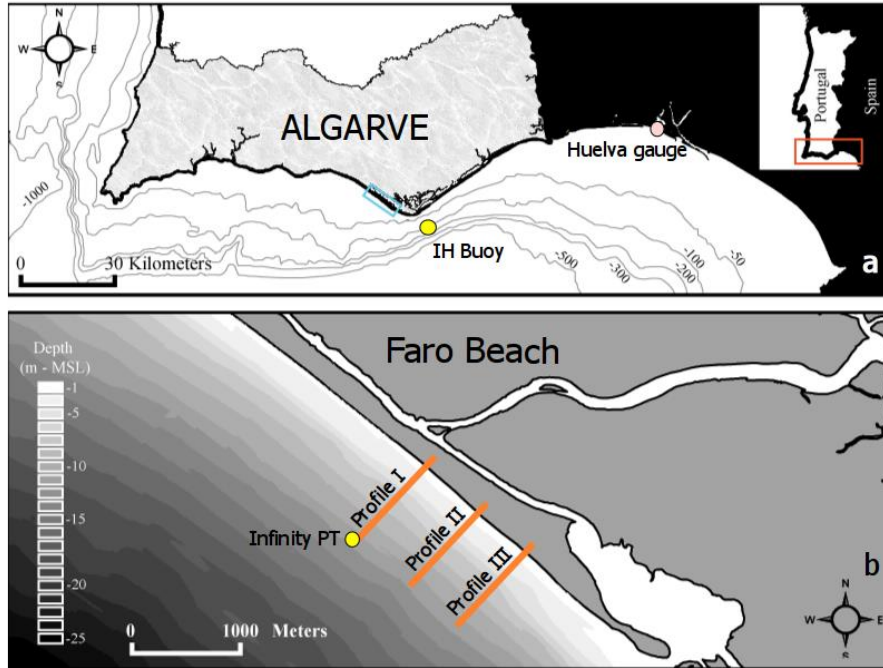 N
W E
S
ALGARVE
Huelva gauge
Portugal
Spain
-1000
IH Buoy
0 30 Kilometers
-500
-300
-200
-100
-50
a
Faro Beach
Depth
(m - MSL)
-1
-5
-10
-15
-20
-25
Profile I
Profile II
Profile III
Infinity PT
0 1000 Meters
b
N
W E
S